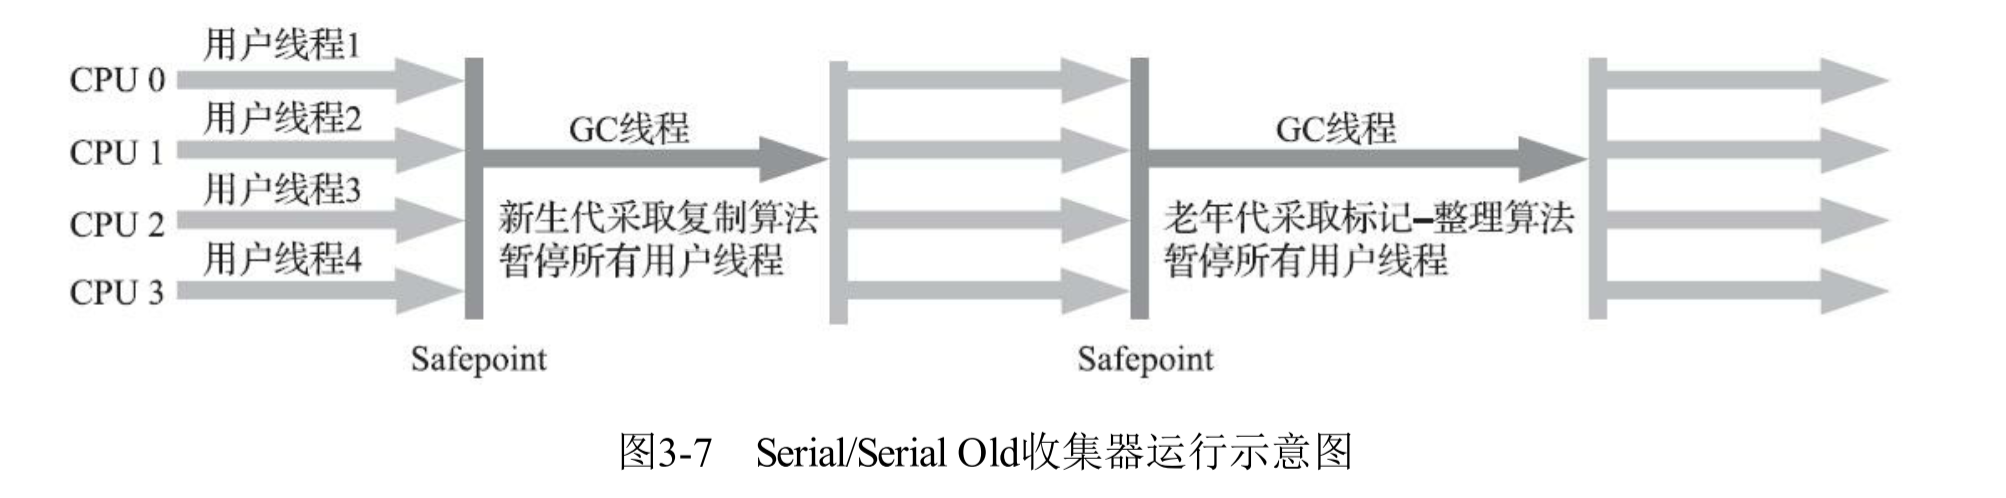 用户线程1
CPU 0
用户线程2
CPU 1
用户线程3
CPU 2
用户线程4
CPU 3
GC线程
新生代采取复制算法
暂停所有用户线程
Safepoint
GC线程
老年代采取标记–整理算法
暂停所有用户线程
Safepoint
图3-7 Serial/Serial Old收集器运行示意图